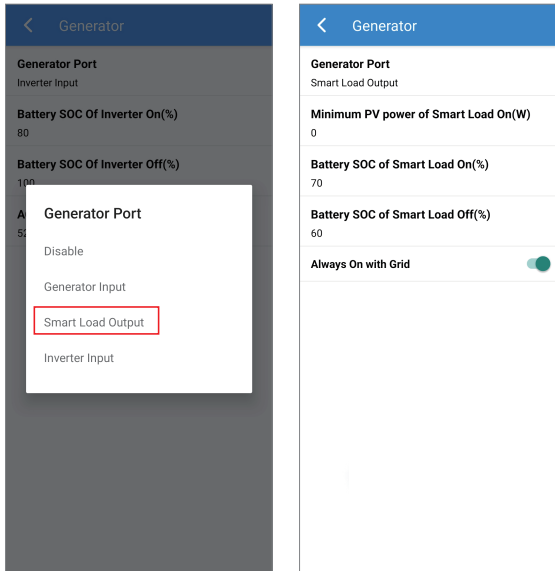 Generator
Generator Port
Inverter Input
Battery SOC Of Inverter On(%)
80
Battery SOC Of Inverter Off(%)
100
Generator Port
Disable
Generator Input
Smart Load Output
Inverter Input
Generator
Generator Port
Smart Load Output
Minimum PV power of Smart Load On(W)
0
Battery SOC of Smart Load On(%)
70
Battery SOC of Smart Load Off(%)
60
Always On with Grid